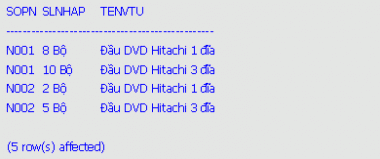 SOPN SLNHAP TENVTU
--------------------------------------------------
N001 8 Bộ Đầu DVD Hitachi 1 đĩa
N001 10 Bộ Đầu DVD Hitachi 3 đĩa
N002 2 Bộ Đầu DVD Hitachi 1 đĩa
N002 5 Bộ Đầu DVD Hitachi 3 đĩa
(5 row(s) affected)